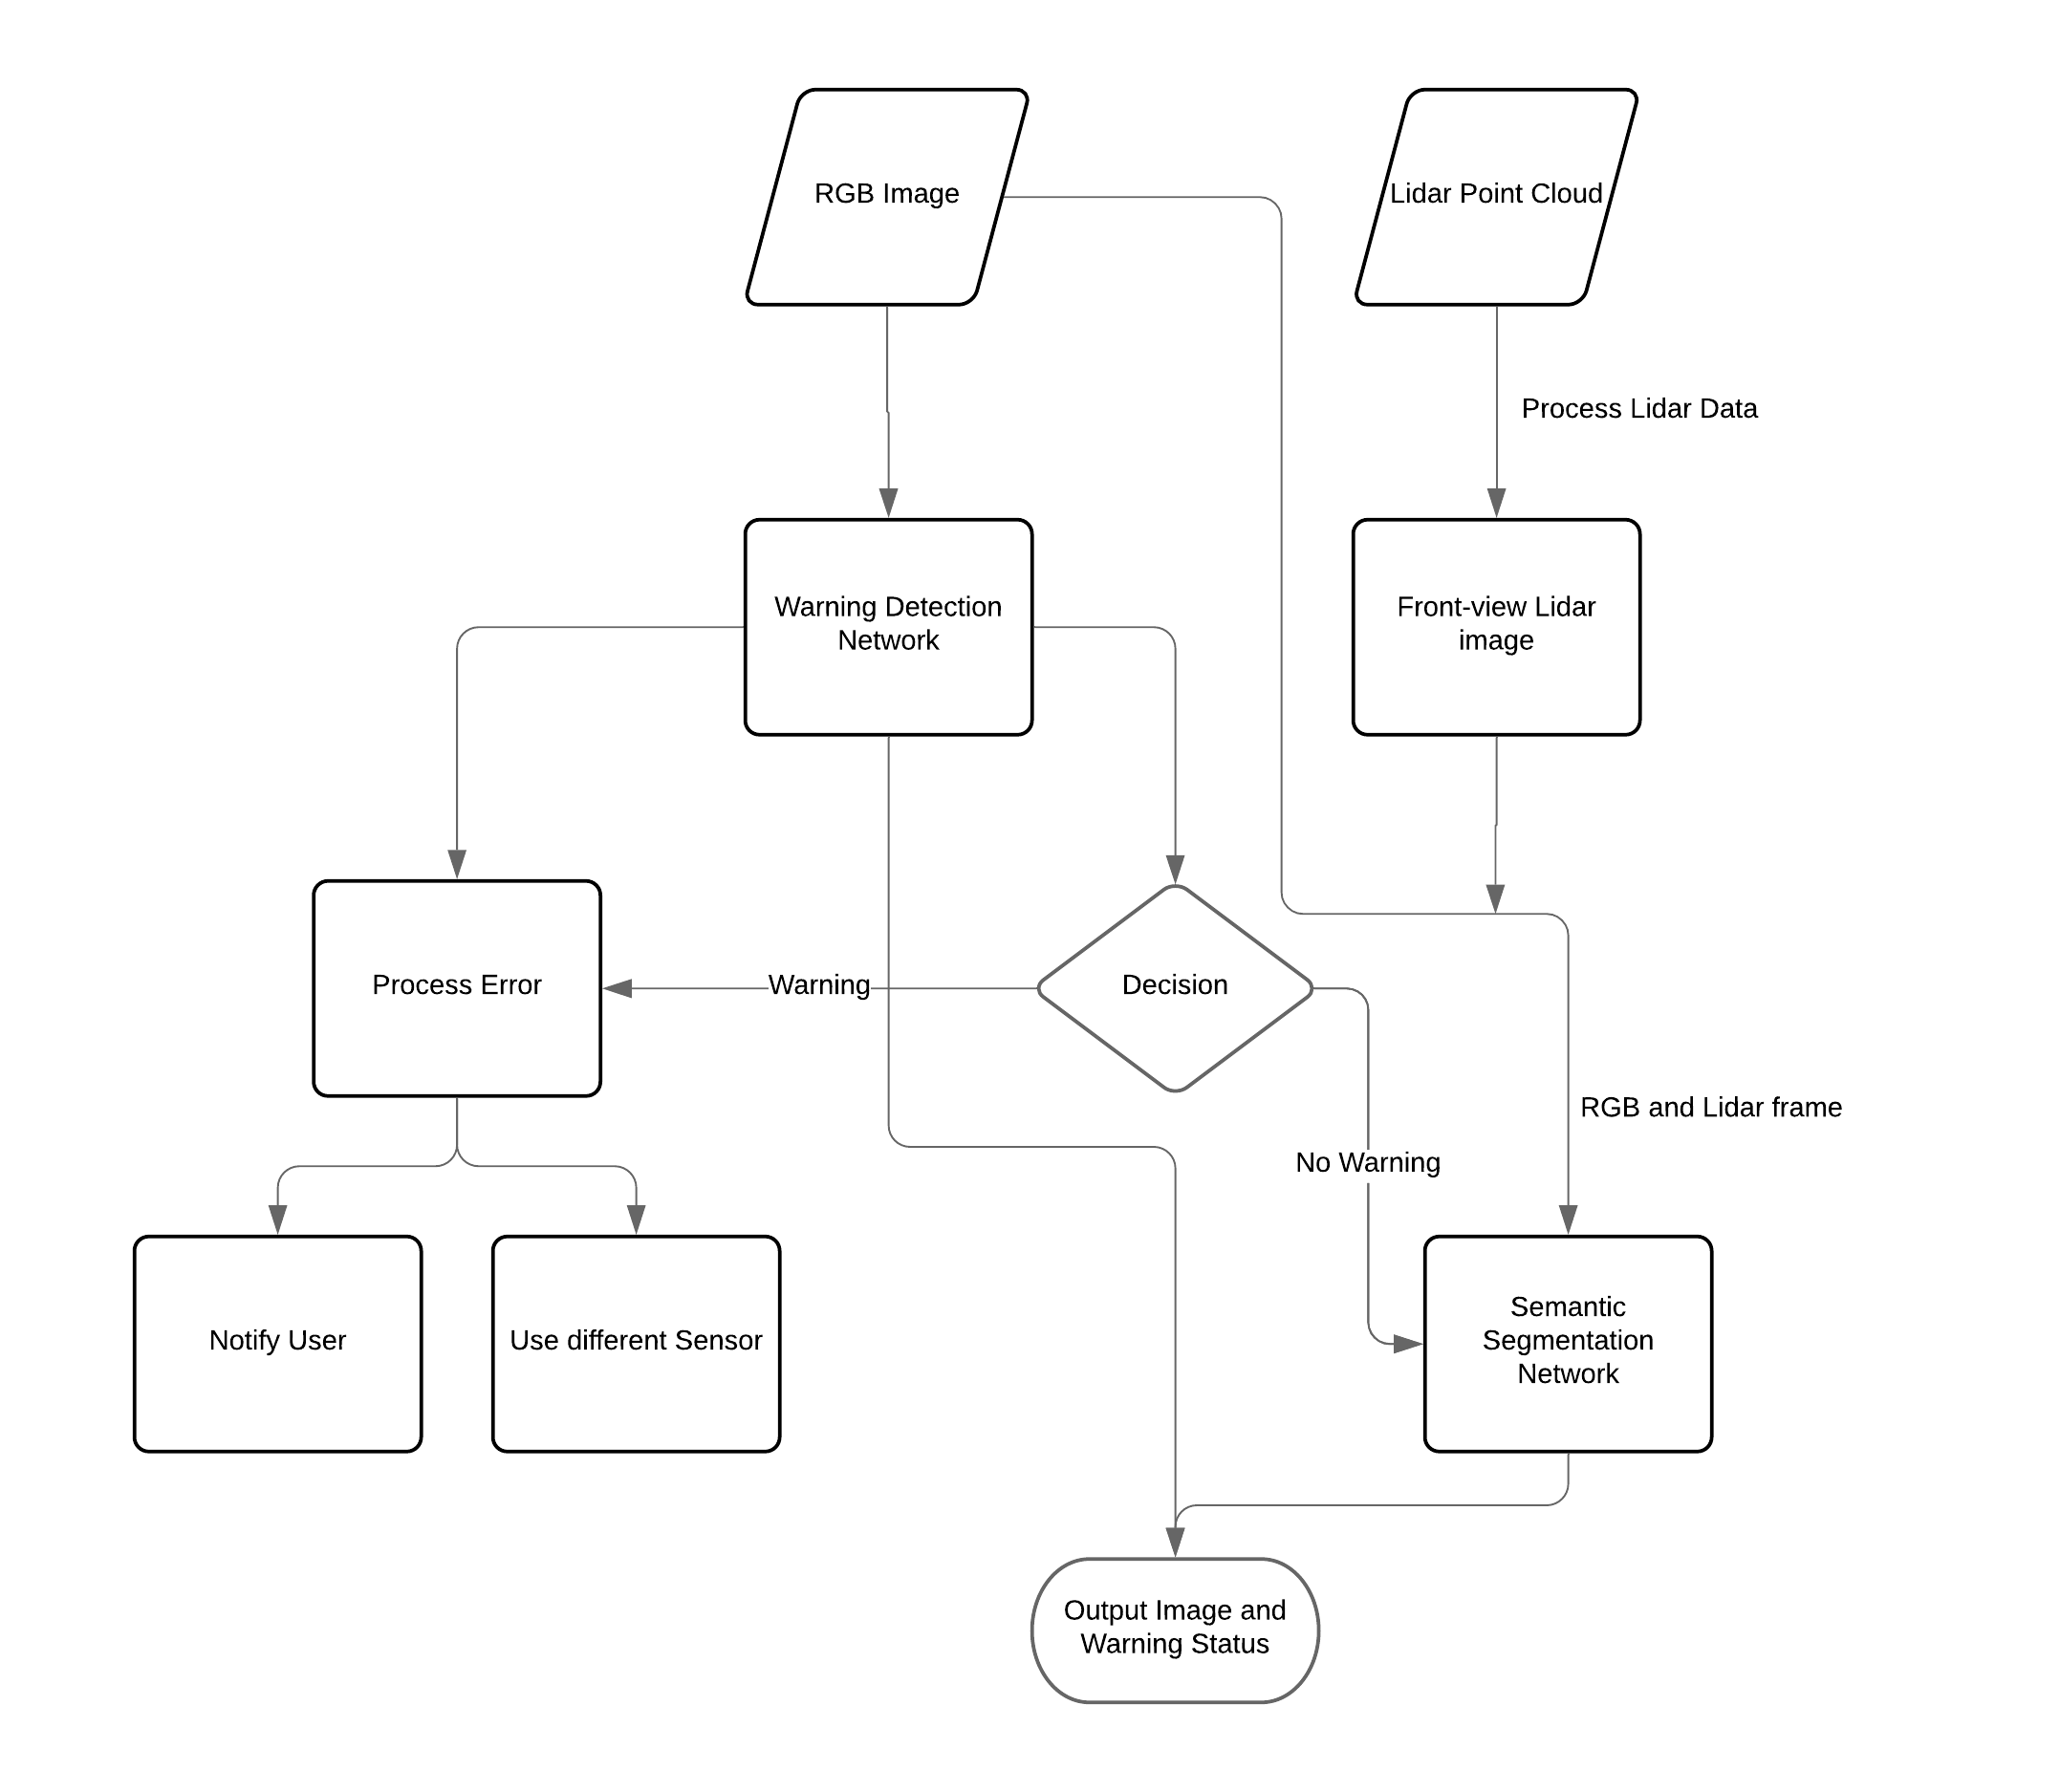 RGB Image
Lidar Point Cloud
Process Lidar Data
Warning Detection
Network
Front-view Lidar
image
Process Error
Warning
Decision
RGB and Lidar frame
No Warning
Notify User
Use different Sensor
Semantic
Segmentation
Network
Output Image and
Warning Status